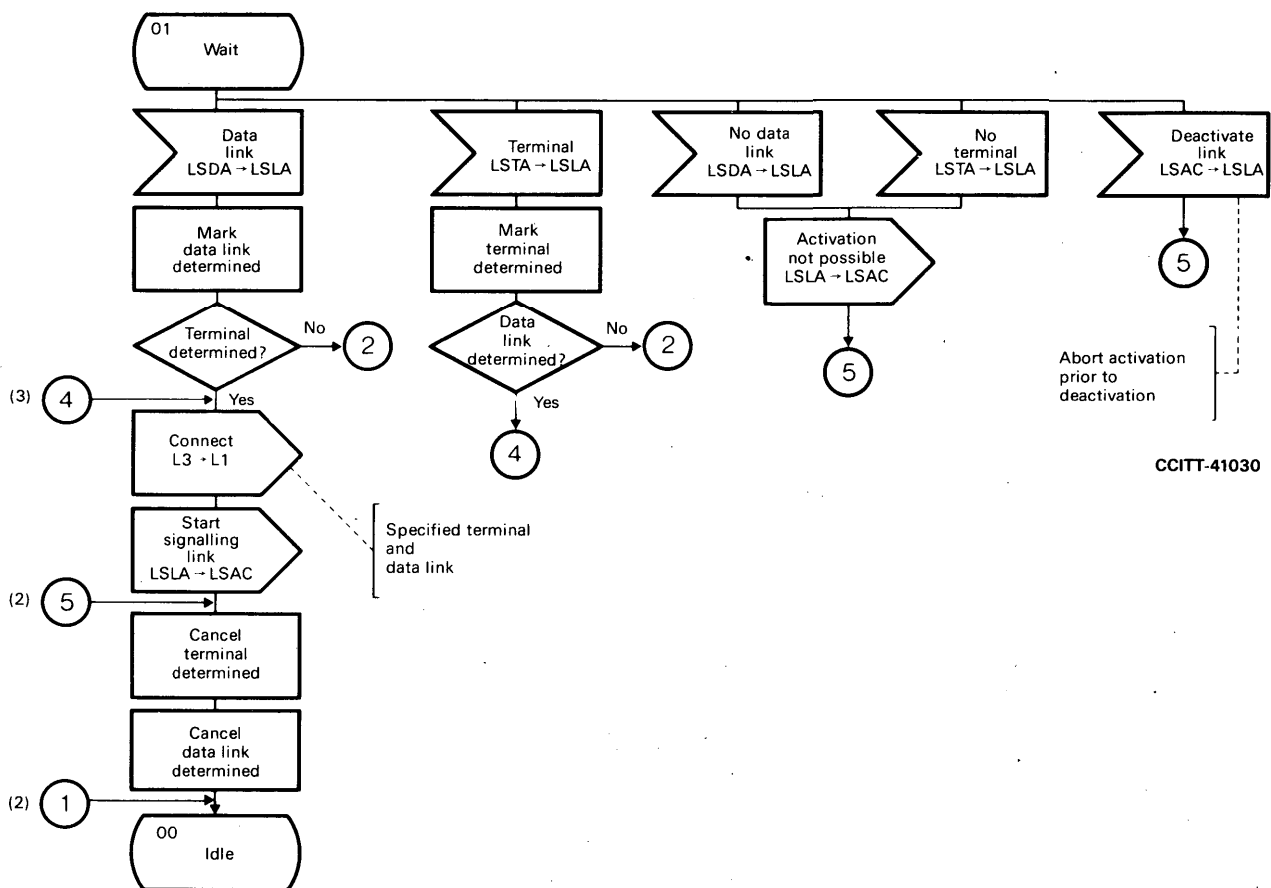 01
Wait
Data
link
LSDA → LSLA
Terminal
LSTA → LSLA
No data
link
LSDA → LSLA
No
terminal
LSTA → LSLA
Deactivate
link
LSAC → LSLA
Mark
data link
determined
Mark
terminal
determined
Activation
not possible
LSLA → LSAC
5
Terminal
determined?
No
2
Data
link
determined?
No
2
5
Abort activation
prior to
deactivation
(3)
4
Yes
Yes
4
Connect
L3 → L1
CCITT-41030
Start
signalling
link
LSLA → LSAC
Specified terminal
and
data link
(2)
5
Cancel
terminal
determined
Cancel
data link
determined
(2)
1
00
Idle